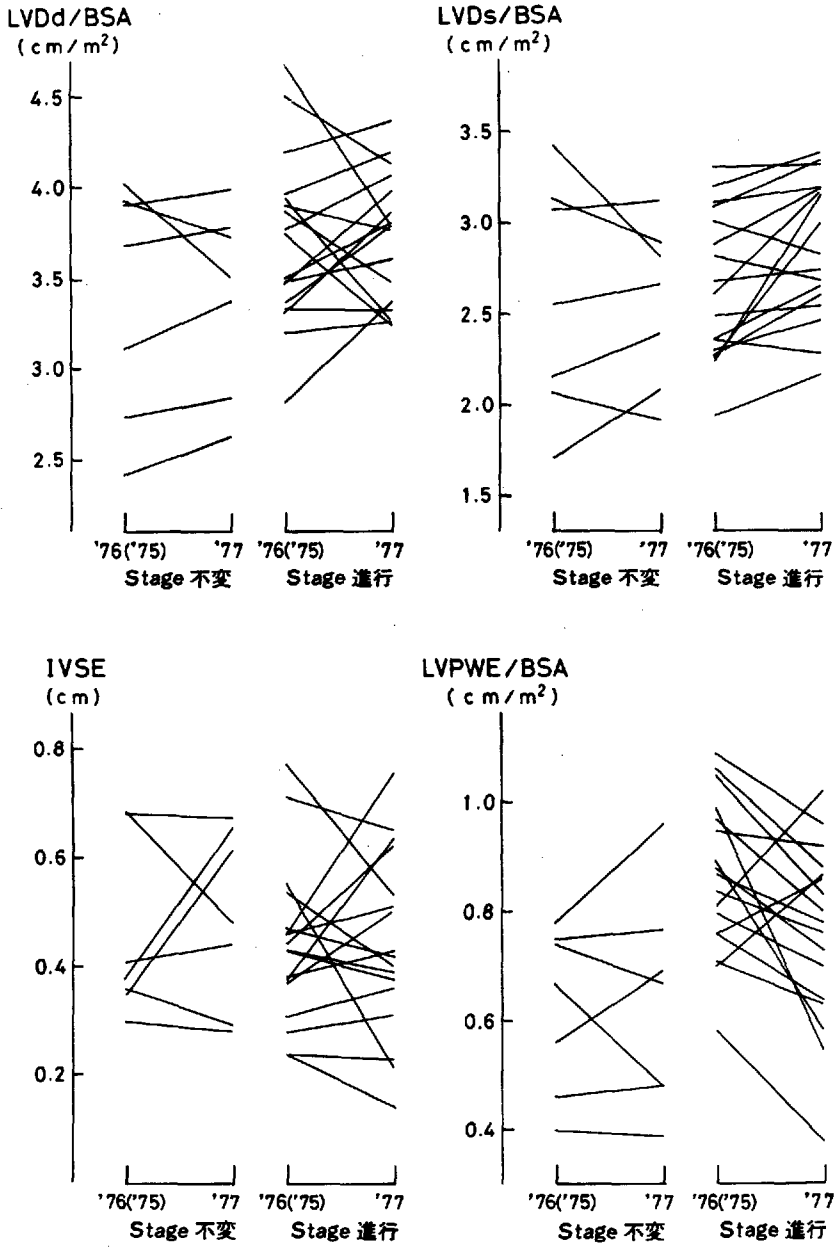 LVDd/BSA
(cm/m²)
4.5
4.0
3.5
3.0
2.5
'76('75) '77 '76('75) '77
Stage 不変 Stage 進行
LVDs/BSA
(cm/m²)
3.5
3.0
2.5
2.0
1.5
'76('75) '77 '76('75) '77
Stage 不変 Stage 進行
IVSE
(cm)
0.8
0.6
0.4
0.2
'76('75) '77 '76('75) '77
Stage 不変 Stage 進行
LVPWE/BSA
(cm/m²)
1.0
0.8
0.6
0.4
'76('75) '77 '76('75) '77
Stage 不変 Stage 進行